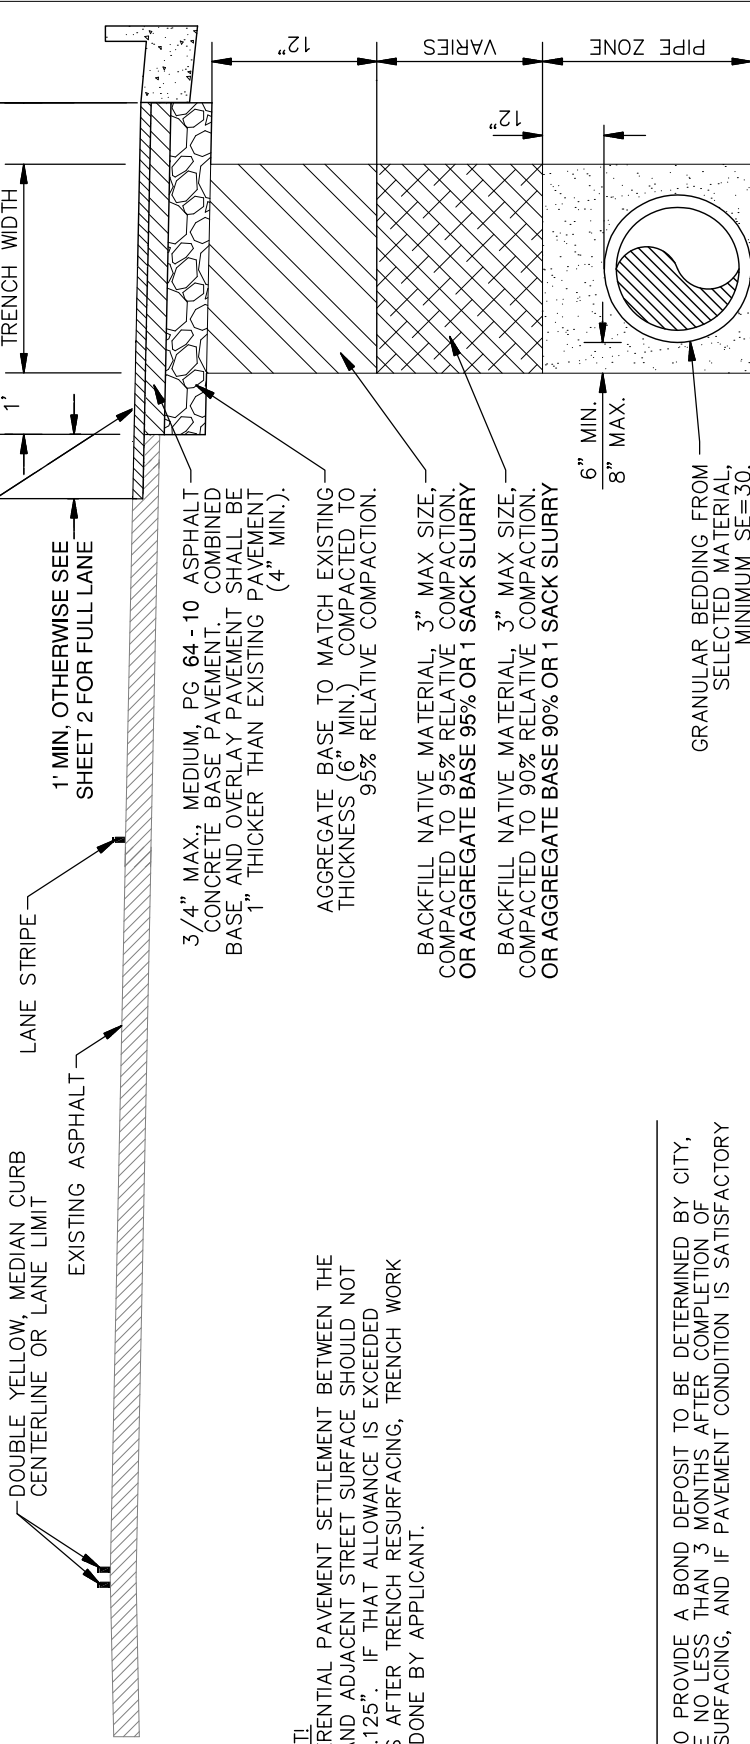 DOUBLE YELLOW, MEDIAN CURB
CENTERLINE OR LANE LIMIT
EXISTING ASPHALT
LANE STRIPE
1' MIN, OTHERWISE SEE
SHEET 2 FOR FULL LANE
1'
TRENCH WIDTH
12"
VARIES
PIPE ZONE
12"
3/4" MAX., MEDIUM, PG 64 - 10 ASPHALT
CONCRETE BASE PAVEMENT. COMBINED
BASE AND OVERLAY PAVEMENT SHALL BE
1" THICKER THAN EXISTING PAVEMENT
(4" MIN.).
AGGREGATE BASE TO MATCH EXISTING
THICKNESS (6" MIN.) COMPACTED TO
95% RELATIVE COMPACTION.
BACKFILL NATIVE MATERIAL, 3" MAX SIZE,
COMPACTED TO 95% RELATIVE COMPACTION.
OR AGGREGATE BASE 95% OR 1 SACK SLURRY
BACKFILL NATIVE MATERIAL, 3" MAX SIZE,
COMPACTED TO 90% RELATIVE COMPACTION.
OR AGGREGATE BASE 90% OR 1 SACK SLURRY
6" MIN.
8" MAX.
GRANULAR BEDDING FROM
SELECTED MATERIAL,
MINIMUM SE=30.
T!
RENTIAL PAVEMENT SETTLEMENT BETWEEN THE
AND ADJACENT STREET SURFACE SHOULD NOT
.125". IF THAT ALLOWANCE IS EXCEEDED
S AFTER TRENCH RESURFACING, TRENCH WORK
DONE BY APPLICANT.
O PROVIDE A BOND DEPOSIT TO BE DETERMINED BY CITY,
E NO LESS THAN 3 MONTHS AFTER COMPLETION OF
SURFACING, AND IF PAVEMENT CONDITION IS SATISFACTORY